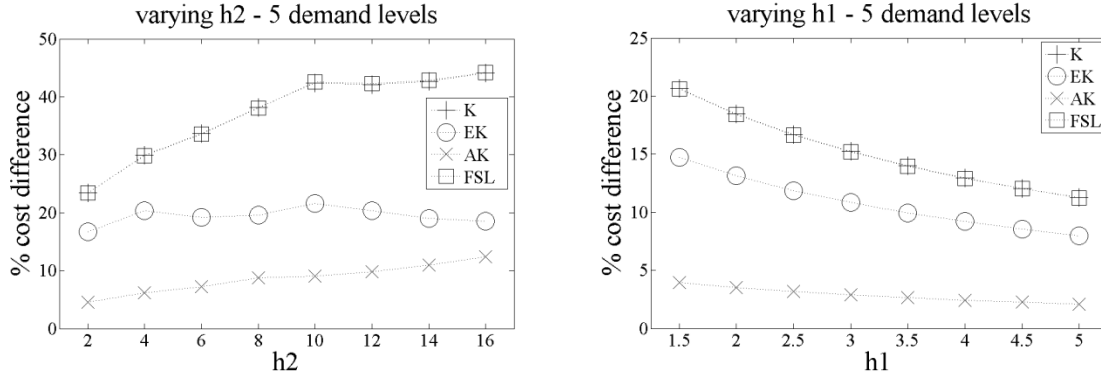 varying h2 - 5 demand levels
% cost difference
50
40
30
20
10
0
K
EK
AK
FSL
2 4 6 8 10 12 14 16
h2
varying h1 - 5 demand levels
% cost difference
25
20
15
10
5
0
K
EK
AK
FSL
1.5 2 2.5 3 3.5 4 4.5 5
h1